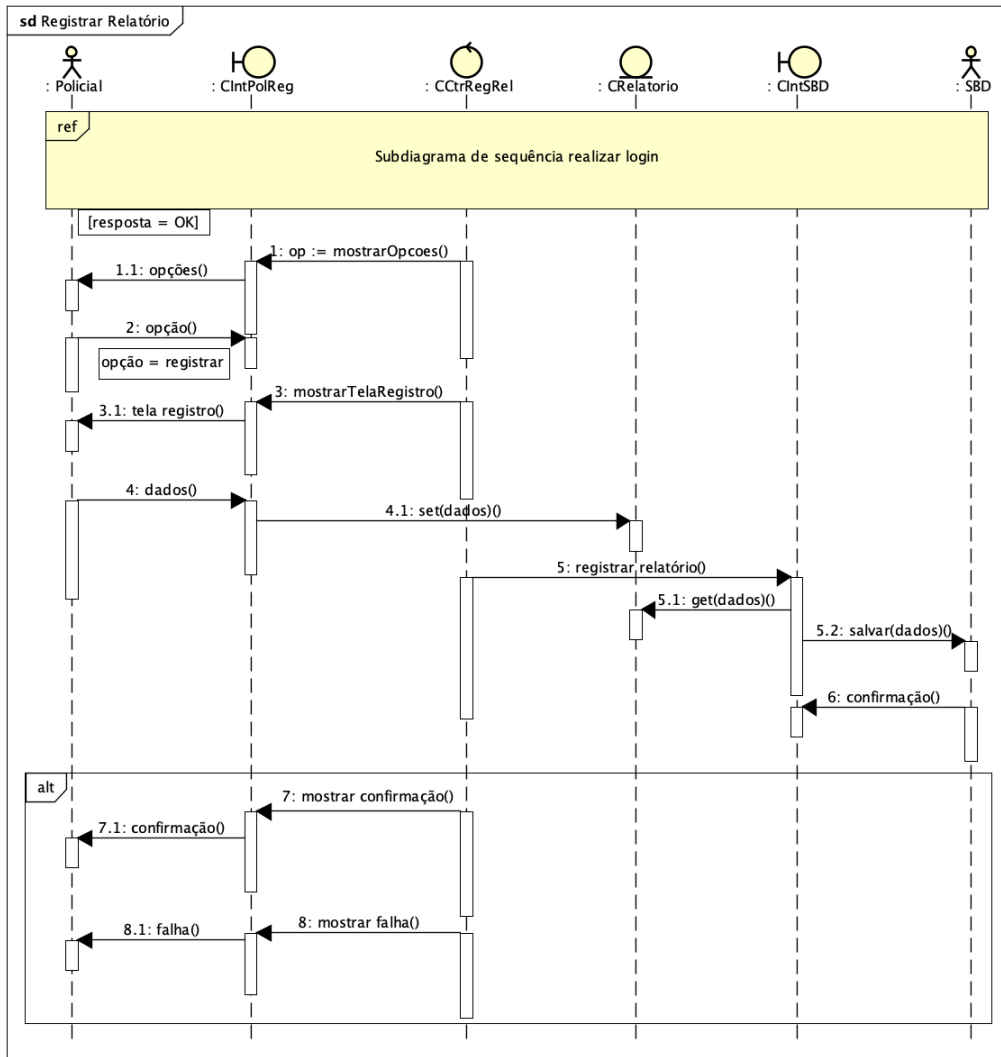 sd Registrar Relatório
: Policial
: CIntPolReg
: CCtrRegRel
: CRelatorio
: CIntSBD
: SBD
ref
Subdiagrama de sequência realizar login
[resposta = OK]
1: op := mostrarOpcoes()
1.1: opções()
2: opção()
opção = registrar
3: mostrarTelaRegistro()
3.1: tela registro()
4: dados()
4.1: set(dados)()
5: registrar relatório()
5.1: get(dados)()
5.2: salvar(dados)()
6: confirmação()
alt
7: mostrar confirmação()
7.1: confirmação()
8: mostrar falha()
8.1: falha()